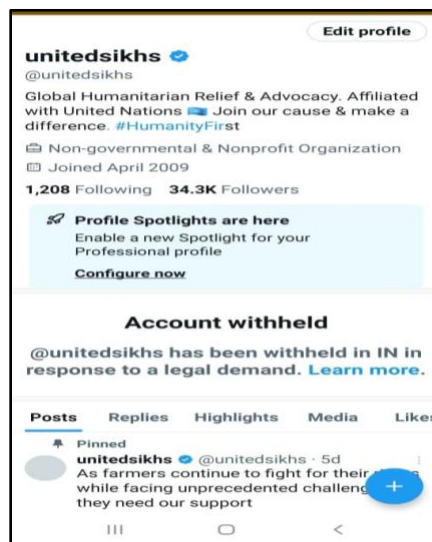 Edit profile
unitedsikhs
@unitedsikhs
Global Humanitarian Relief & Advocacy. Affiliated
with United Nations 🇺🇳 Join our cause & make a
difference. #HumanityFirst
Non-governmental & Nonprofit Organization
Joined April 2009
1,208 Following 34.3K Followers
Profile Spotlights are here
Enable a new Spotlight for your
Professional profile
Configure now
Account withheld
@unitedsikhs has been withheld in IN in
response to a legal demand. Learn more.
Posts Replies Highlights Media Likes
Pinned
unitedsikhs @unitedsikhs · 5d
As farmers continue to fight for their
while facing unprecedented
they need our support